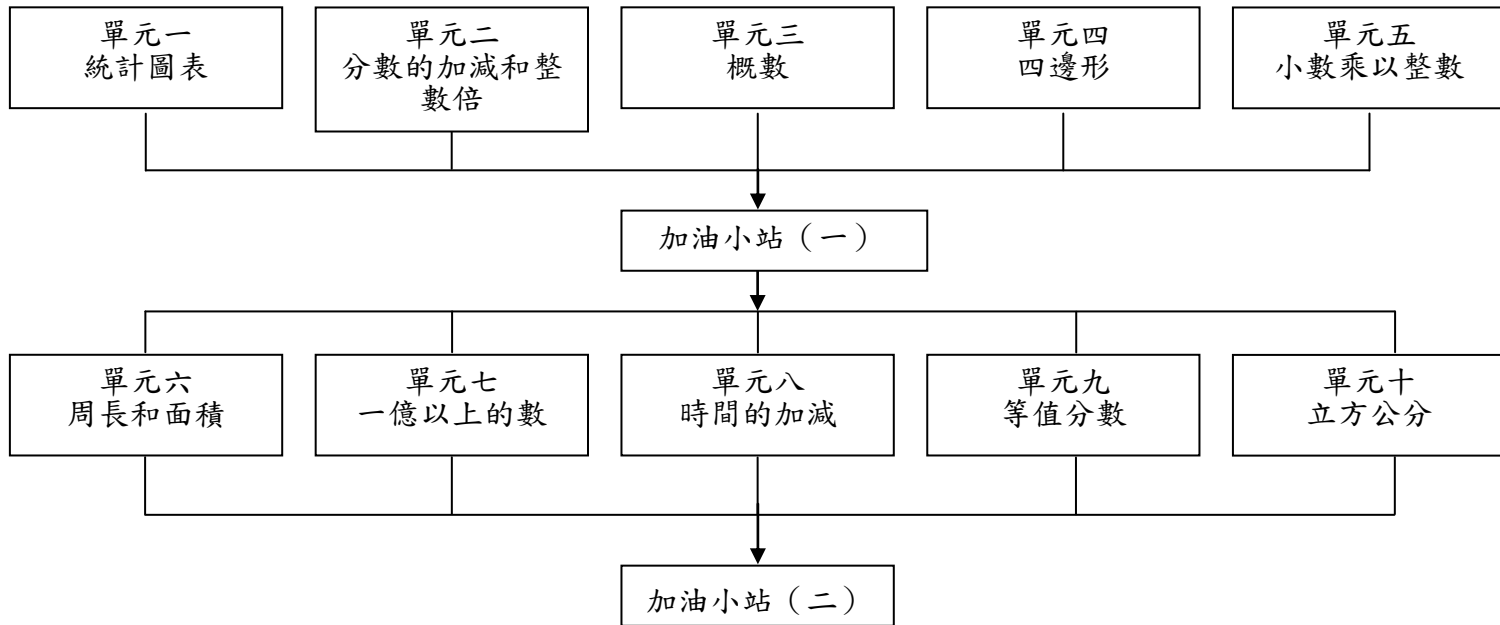 單元一
統計圖表
單元二
分數的加減和整
數倍
單元三
概數
單元四
四邊形
單元五
小數乘以整數
加油小站（一）
單元六
周長和面積
單元七
一億以上的數
單元八
時間的加減
單元九
等值分數
單元十
立方公分
加油小站（二）